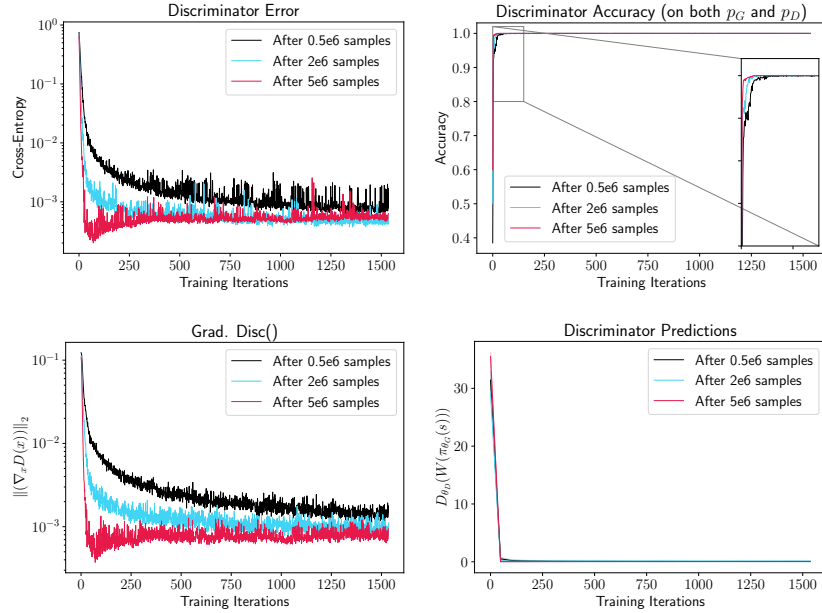 Discriminator Error
10^0
10^{-1}
10^{-2}
10^{-3}
Cross-Entropy
After 0.5e6 samples
After 2e6 samples
After 5e6 samples
0 250 500 750 1000 1250 1500
Training Iterations
Discriminator Accuracy (on both p_G and p_D)
1.0
0.9
0.8
0.7
0.6
0.5
0.4
Accuracy
After 0.5e6 samples
After 2e6 samples
After 5e6 samples
0 250 500 750 1000 1250 1500
Training Iterations
Grad. Disc()
10^{-1}
10^{-2}
10^{-3}
||(∇_x D(x))||_2
After 0.5e6 samples
After 2e6 samples
After 5e6 samples
0 250 500 750 1000 1250 1500
Training Iterations
Discriminator Predictions
30
20
10
0
D_{θ_D}(W(π_{θ_G}(s)))
After 0.5e6 samples
After 2e6 samples
After 5e6 samples
0 250 500 750 1000 1250 1500
Training Iterations